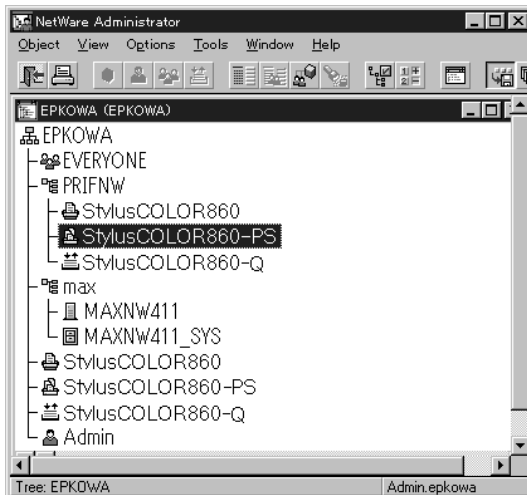 NetWare Administrator
Object View Options Tools Window Help
EPKOWA (EPKOWA)
EPKOWA
EVERYONE
PRIFNW
StylusCOLOR860
StylusCOLOR860-PS
StylusCOLOR860-Q
max
MAXNW411
MAXNW411_SYS
StylusCOLOR860
StylusCOLOR860-PS
StylusCOLOR860-Q
Admin
Tree: EPKOWA Admin.epkowa